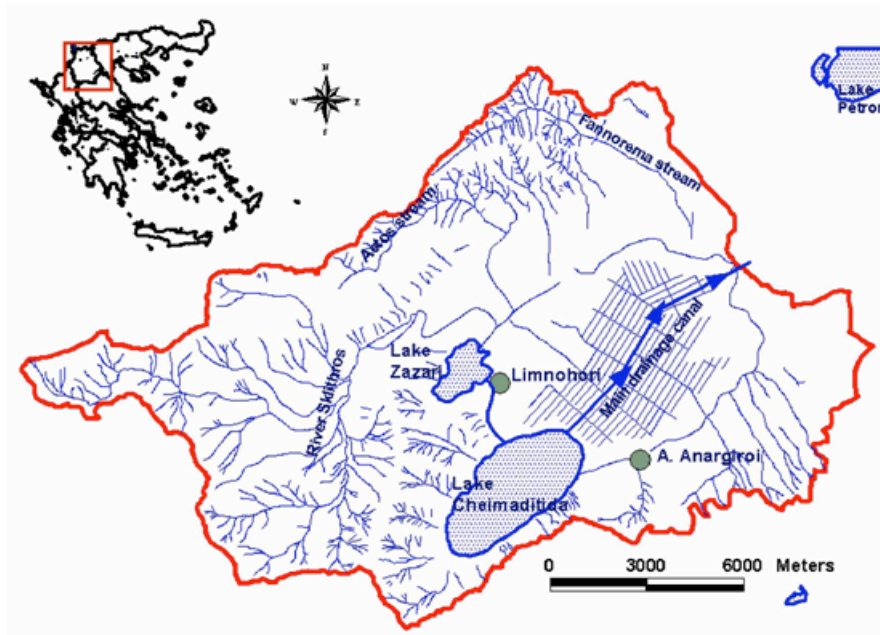 N
W
E
S
Lake
Petron
Fannorema stream
Aetos stream
Main drainage canal
Lake
Zazari
Limnohori
River Sklithros
A. Anargiroi
Lake
Cheimaditida
0 3000 6000 Meters